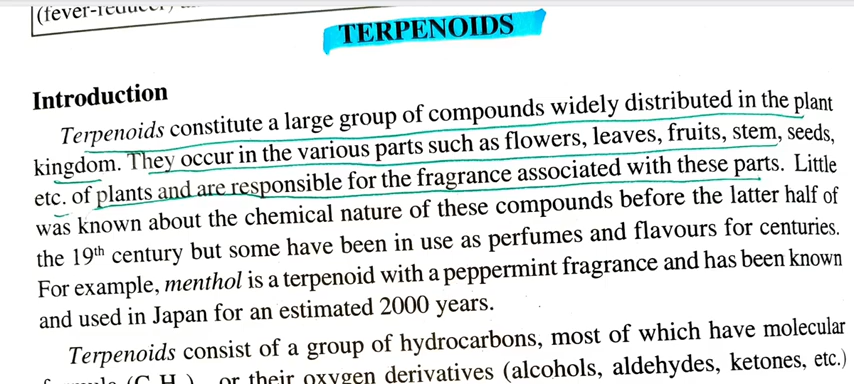 (fever-reducer)
TERPENOIDS
Introduction
Terpenoids constitute a large group of compounds widely distributed in the plant
kingdom. They occur in the various parts such as flowers, leaves, fruits, stem, seeds,
etc. of plants and are responsible for the fragrance associated with these parts. Little
was known about the chemical nature of these compounds before the latter half of
the 19th century but some have been in use as perfumes and flavours for centuries.
For example, menthol is a terpenoid with a peppermint fragrance and has been known
and used in Japan for an estimated 2000 years.
Terpenoids consist of a group of hydrocarbons, most of which have molecular
or their oxygen derivatives (alcohols, aldehydes, ketones, etc.)